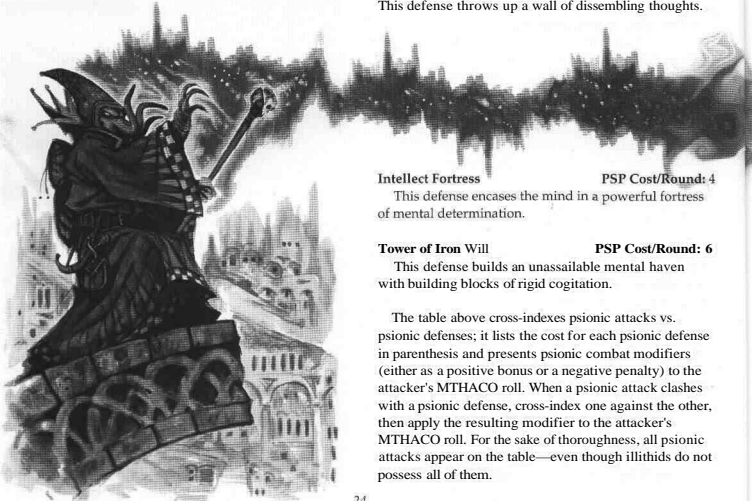 This defense throws up a wall of dissembling thoughts.
Intellect Fortress PSP Cost/Round: 4
This defense encases the mind in a powerful fortress
of mental determination.
Tower of Iron Will PSP Cost/Round: 6
This defense builds an unassailable mental haven
with building blocks of rigid cogitation.
The table above cross-indexes psionic attacks vs.
psionic defenses; it lists the cost for each psionic defense
in parenthesis and presents psionic combat modifiers
(either as a positive bonus or a negative penalty) to the
attacker's MTHACO roll. When a psionic attack clashes
with a psionic defense, cross-index one against the other,
then apply the resulting modifier to the attacker's
MTHACO roll. For the sake of thoroughness, all psionic
attacks appear on the table—even though illithids do not
possess all of them.
24